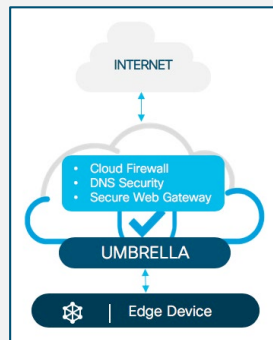 INTERNET
• Cloud Firewall
• DNS Security
• Secure Web Gateway
UMBRELLA
Edge Device